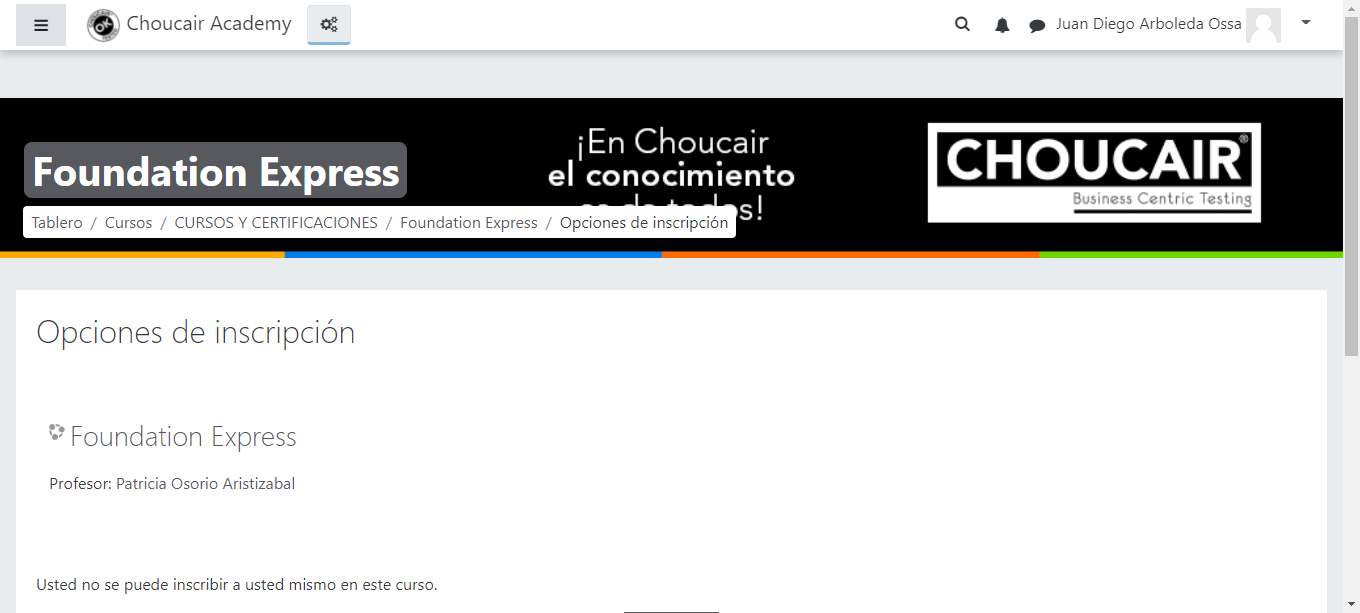 Choucair Academy
Juan Diego Arboleda Ossa
Foundation Express
¡En Choucair
el conocimiento
es de todos!
CHOUCAIR®
Business Centric Testing
Tablero / Cursos / CURSOS Y CERTIFICACIONES / Foundation Express / Opciones de inscripción
Opciones de inscripción
Foundation Express
Profesor: Patricia Osorio Aristizabal
Usted no se puede inscribir a usted mismo en este curso.